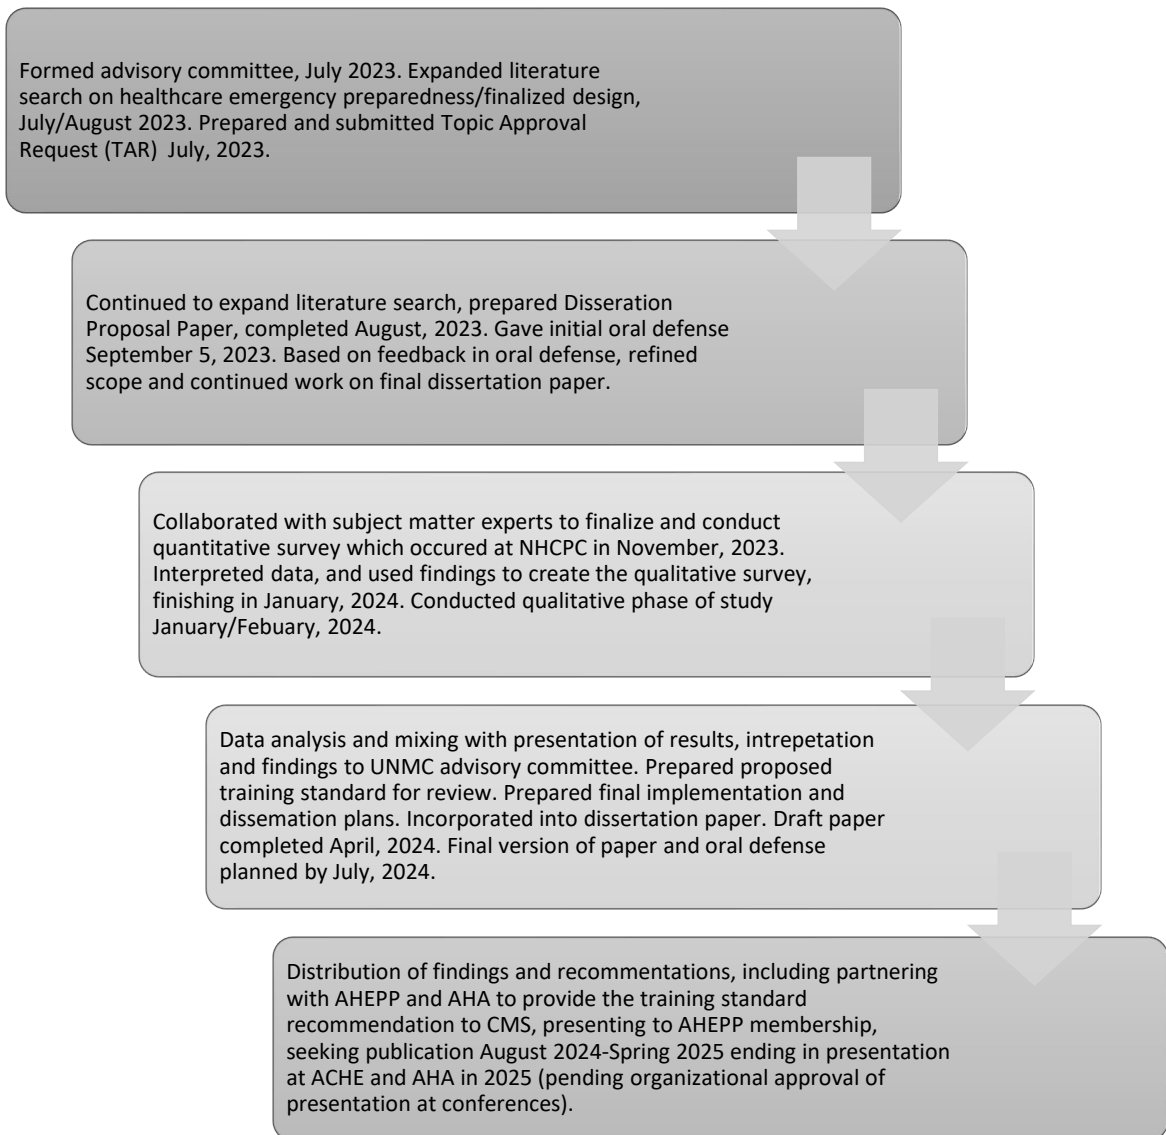 Formed advisory committee, July 2023. Expanded literature
search on healthcare emergency preparedness/finalized design,
July/August 2023. Prepared and submitted Topic Approval
Request (TAR)  July, 2023.
Continued to expand literature search, prepared Disseration
Proposal Paper, completed August, 2023. Gave initial oral defense
September 5, 2023. Based on feedback in oral defense, refined
scope and continued work on final dissertation paper.
Collaborated with subject matter experts to finalize and conduct
quantitative survey which occured at NHCPC in November, 2023.
Interpreted data, and used findings to create the qualitative survey,
finishing in January, 2024. Conducted qualitative phase of study
January/Febuary, 2024.
Data analysis and mixing with presentation of results, intrepetation
and findings to UNMC advisory committee. Prepared proposed
training standard for review. Prepared final implementation and
dissemation plans. Incorporated into dissertation paper. Draft paper
completed April, 2024. Final version of paper and oral defense
planned by July, 2024.
Distribution of findings and recommentations, including partnering
with AHEPP and AHA to provide the training standard
recommendation to CMS, presenting to AHEPP membership,
seeking publication August 2024-Spring 2025 ending in presentation
at ACHE and AHA in 2025 (pending organizational approval of
presentation at conferences).